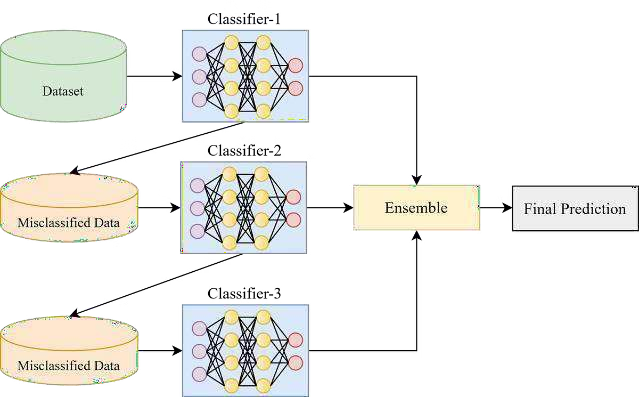 Classifier-1
Dataset
Classifier-2
Misclassified Data
Ensemble
Final Prediction
Classifier-3
Misclassified Data